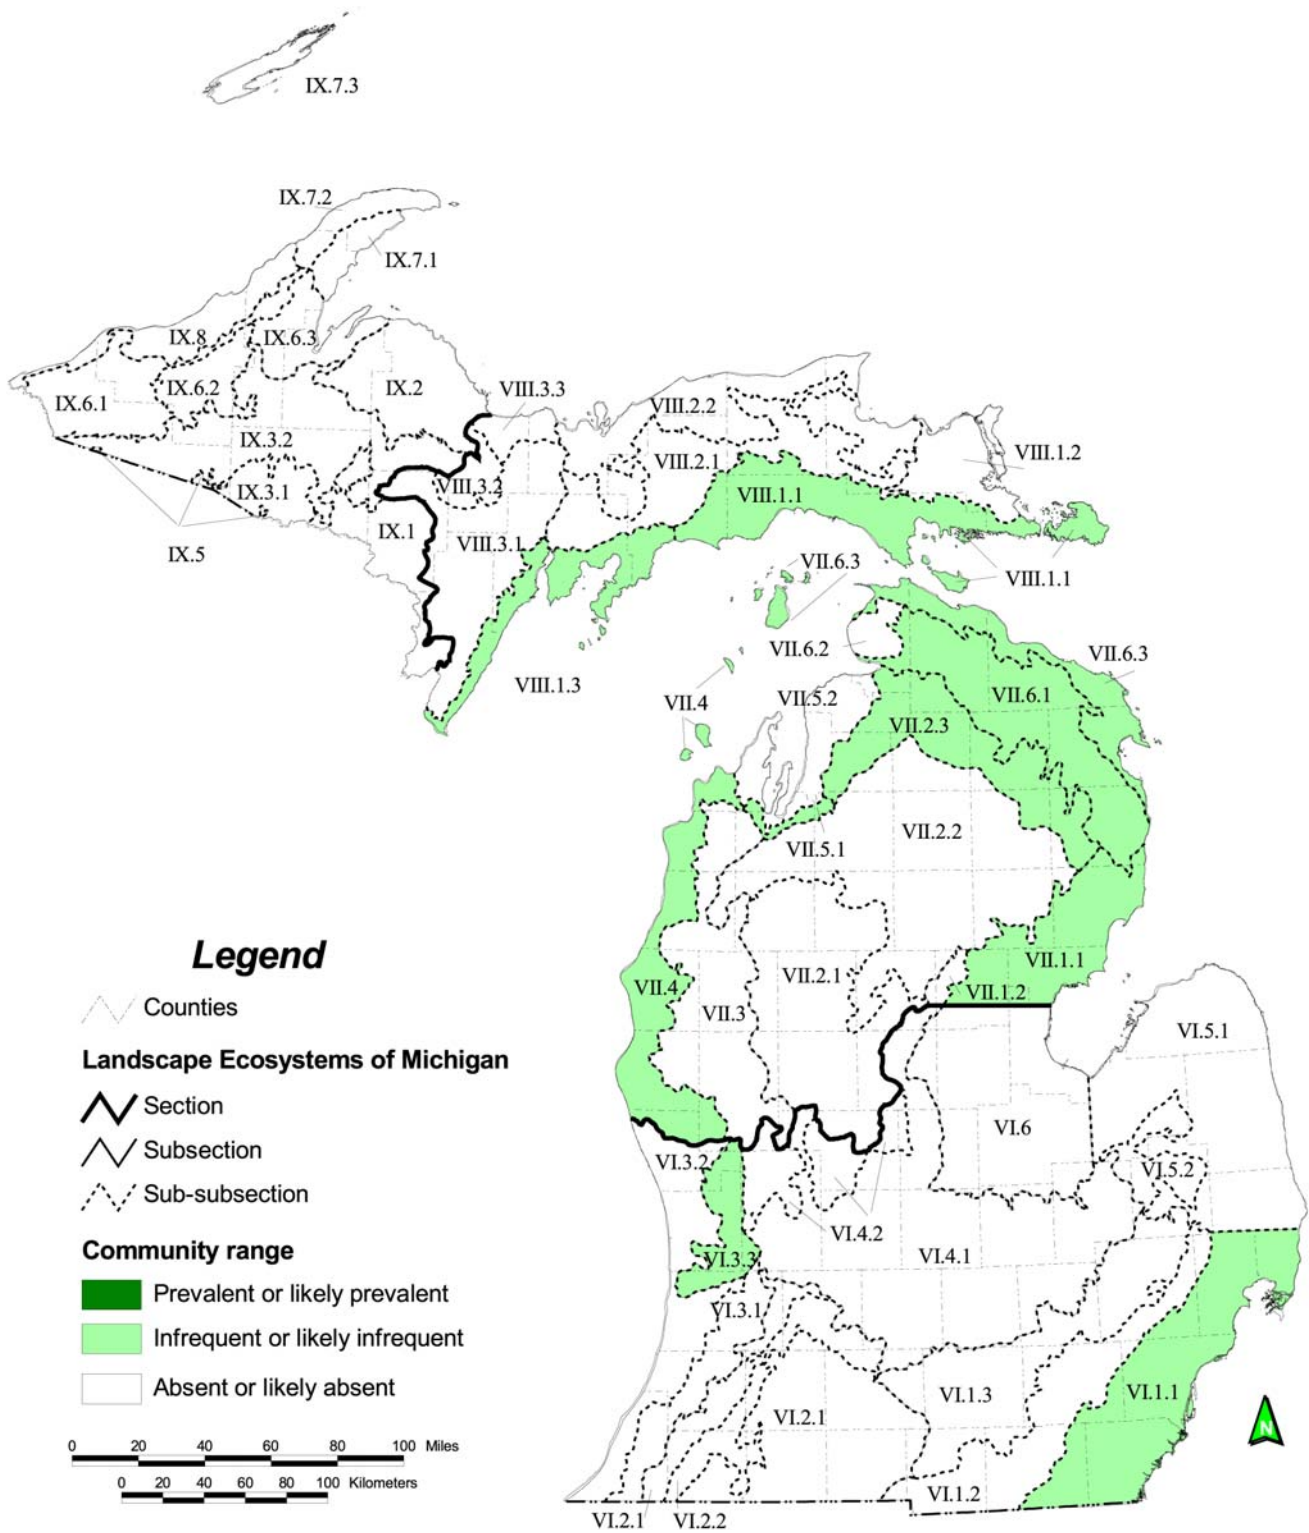 IX.7.3
IX.7.2
IX.7.1
IX.8
IX.6.3
IX.6.2
IX.2
VIII.3.3
IX.6.1
VIII.2.2
IX.3.2
VIII.2.1
VIII.1.2
VIII.3.2
IX.3.1
VIII.1.1
IX.1
VIII.3.1
IX.5
VII.6.3
VIII.1.1
VII.6.2
VII.6.3
VIII.1.3
VII.5.2
VII.6.1
VII.4
VII.2.3
VII.2.2
VII.5.1
VII.1.1
VII.2.1
VII.4
VII.1.2
VII.3
VI.5.1
VI.6
VI.3.2
VI.5.2
VI.4.2
VI.4.1
VI.3.3
VI.3.1
VI.1.3
VI.1.1
VI.2.1
VI.1.2
VI.2.1
VI.2.2
N
Legend
Counties
Landscape Ecosystems of Michigan
Section
Subsection
Sub-subsection
Community range
Prevalent or likely prevalent
Infrequent or likely infrequent
Absent or likely absent
0 20 40 60 80 100 Miles
0 20 40 60 80 100 Kilometers